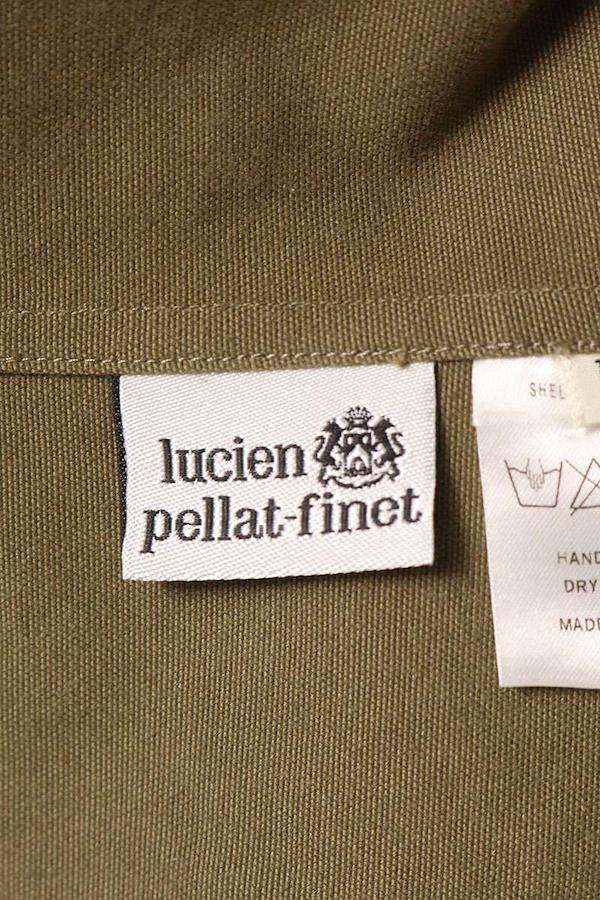 lucien
pellat-finet
SHEL
HAND
DRY
MADE